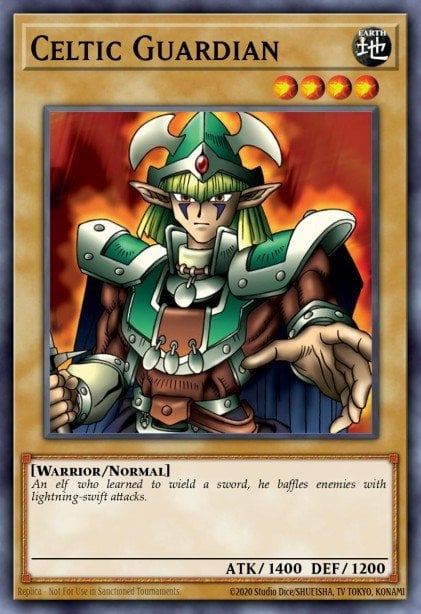 CELTIC GUARDIAN
EARTH
地
[WARRIOR/NORMAL]
An elf who learned to wield a sword, he baffles enemies with
lightning-swift attacks.
ATK/1400 DEF/1200
Replica - Not For Use in Sanctioned Tournaments
©2020 Studio Dice/SHUEISHA, TV TOKYO, KONAMI